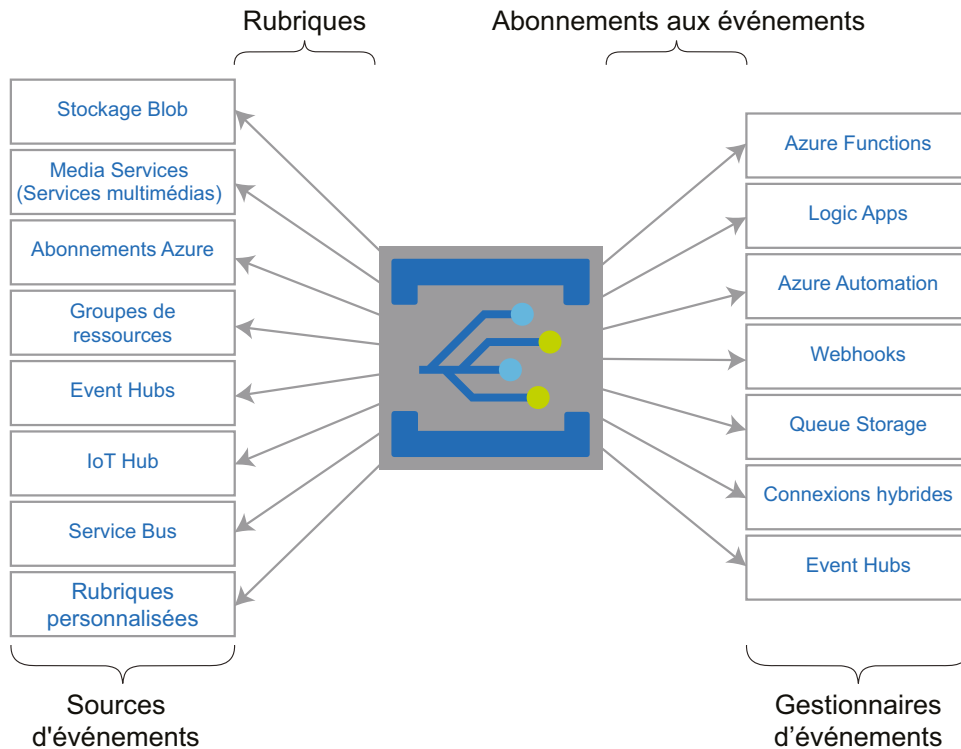 Rubriques
Abonnements aux événements
Stockage Blob
Media Services
(Services multimédias)
Abonnements Azure
Groupes de
ressources
Event Hubs
IoT Hub
Service Bus
Rubriques
personnalisées
Azure Functions
Logic Apps
Azure Automation
Webhooks
Queue Storage
Connexions hybrides
Event Hubs
Sources
d'événements
Gestionnaires
d’événements